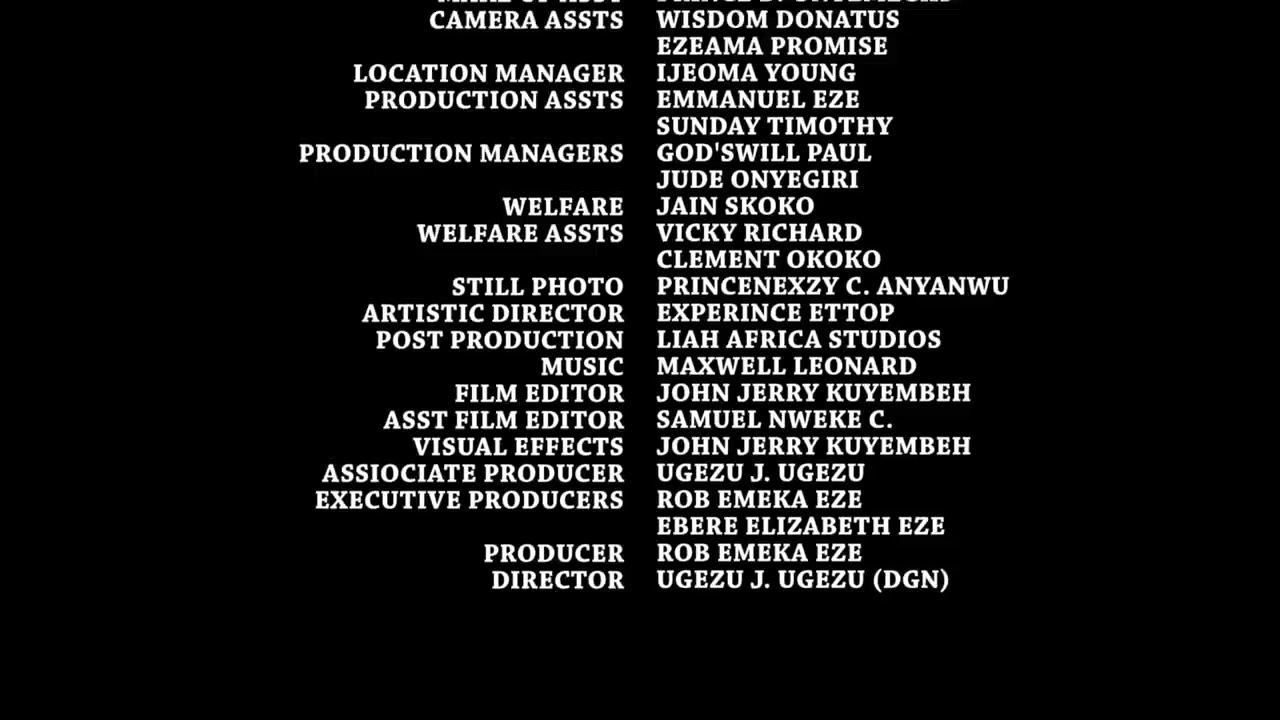 CAMERA ASSTS WISDOM DONATUS
EZEAMA PROMISE
LOCATION MANAGER IJEOMA YOUNG
PRODUCTION ASSTS EMMANUEL EZE
SUNDAY TIMOTHY
PRODUCTION MANAGERS GOD'SWILL PAUL
JUDE ONYEGIRI
WELFARE JAIN SKOKO
WELFARE ASSTS VICKY RICHARD
CLEMENT OKOKO
STILL PHOTO PRINCENEXZY C. ANYANWU
ARTISTIC DIRECTOR EXPERINCE ETTOP
POST PRODUCTION LIAH AFRICA STUDIOS
MUSIC MAXWELL LEONARD
FILM EDITOR JOHN JERRY KUYEMBEH
ASST FILM EDITOR SAMUEL NWEKE C.
VISUAL EFFECTS JOHN JERRY KUYEMBEH
ASSIOCIATE PRODUCER UGEZU J. UGEZU
EXECUTIVE PRODUCERS ROB EMEKA EZE
EBERE ELIZABETH EZE
PRODUCER ROB EMEKA EZE
DIRECTOR UGEZU J. UGEZU (DGN)